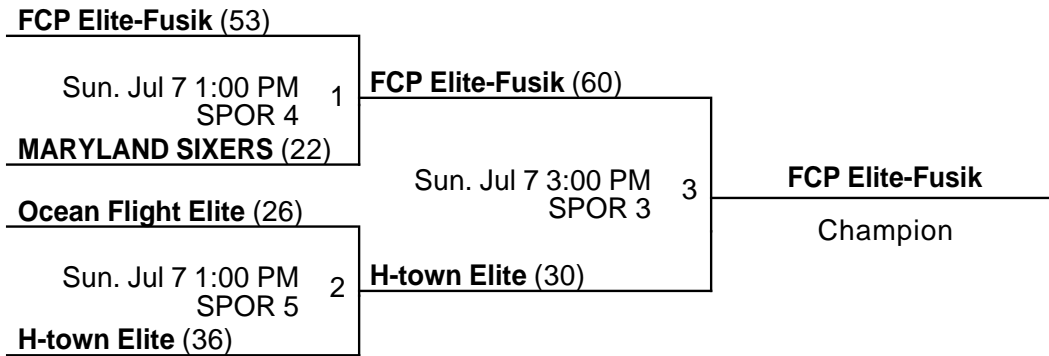 FCP Elite-Fusik (53)
Sun. Jul 7 1:00 PM
SPOR 4
1
MARYLAND SIXERS (22)
FCP Elite-Fusik (60)
Sun. Jul 7 3:00 PM
SPOR 3
3
FCP Elite-Fusik
Champion
Ocean Flight Elite (26)
Sun. Jul 7 1:00 PM
SPOR 5
2
H-town Elite (36)
H-town Elite (30)